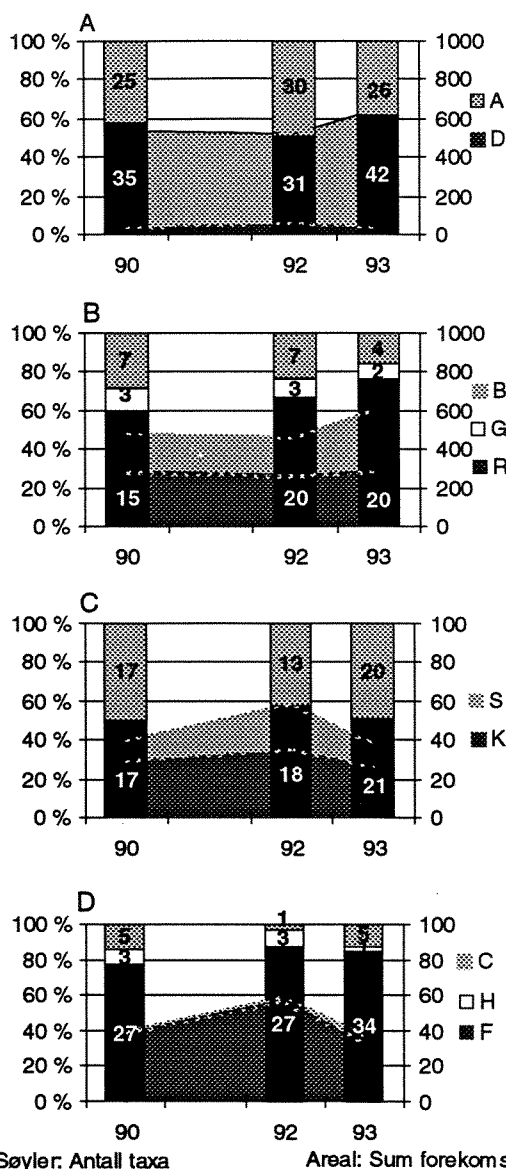 A
100 % 25 30 26 1000
80 % 800
60 % 600 A
40 % 35 31 42 400 D
20 % 200
0 % 0
90 92 93
B
100 % 7 7 4 1000
80 % 3 3 2 800
60 % 600 B
40 % 400 G
20 % 15 20 20 200 R
0 % 0
90 92 93
C
100 % 100
80 % 17 13 20 80
60 % 60 S
40 % 40 K
20 % 17 18 21 20
0 % 0
90 92 93
D
100 % 5 1 5 100
80 % 3 3 80 C
60 % 60 H
40 % 27 27 34 40 F
20 % 20
0 % 0
90 92 93
Søyler: Antall taxa Areal: Sum forekoms